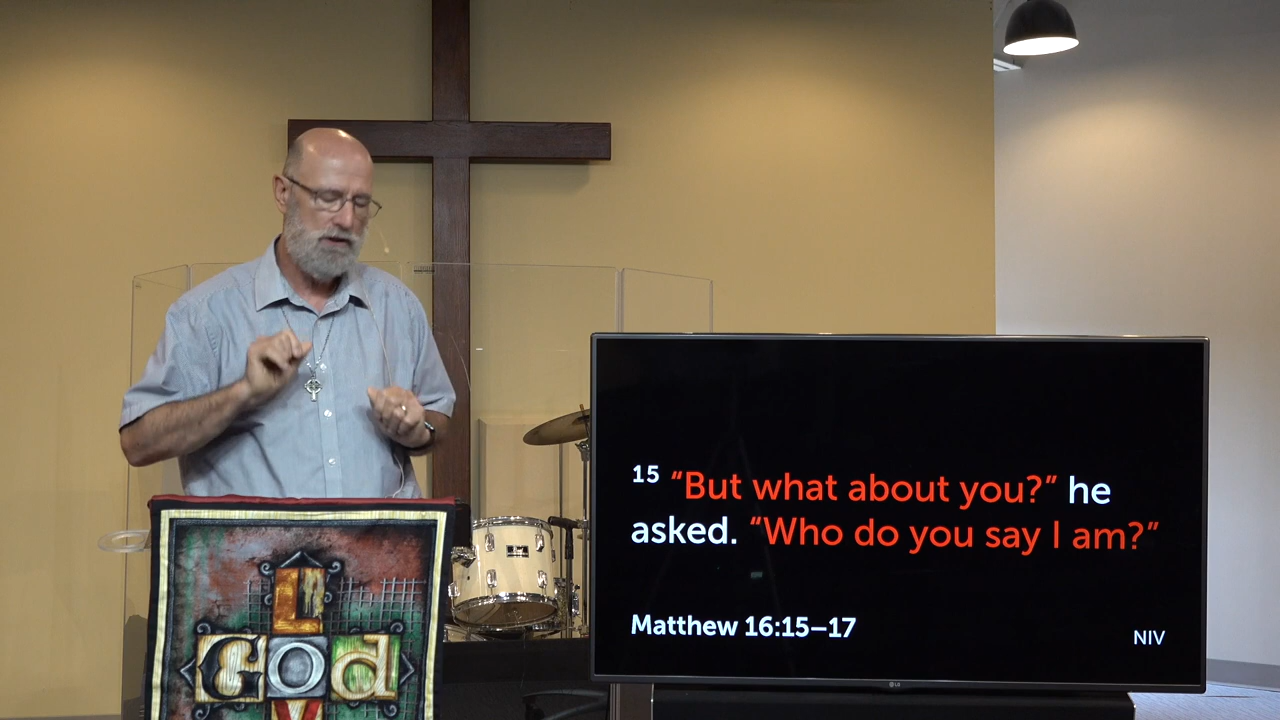 15 “But what about you?” he
asked. “Who do you say I am?”
Matthew 16:15–17
NIV
LG
L
God
V